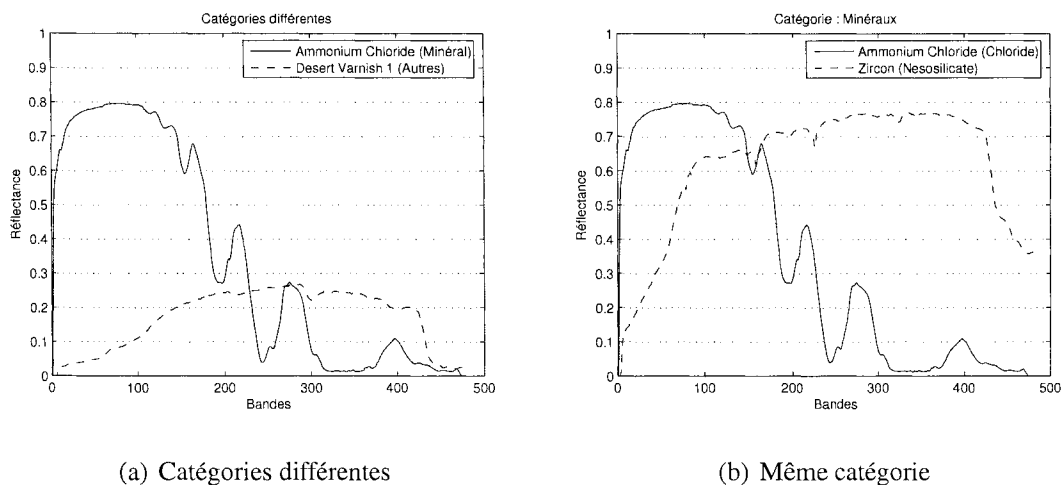 Catégories différentes
1
0.9
0.8
0.7
0.6
0.5
0.4
0.3
0.2
0.1
0
Réflectance
Ammonium Chloride (Minéral)
Desert Varnish 1 (Autres)
0 100 200 300 400 500
Bandes
(a) Catégories différentes
Catégorie : Minéraux
1
0.9
0.8
0.7
0.6
0.5
0.4
0.3
0.2
0.1
0
Réflectance
Ammonium Chloride (Chloride)
Zircon (Nesosilicate)
0 100 200 300 400 500
Bandes
(b) Même catégorie